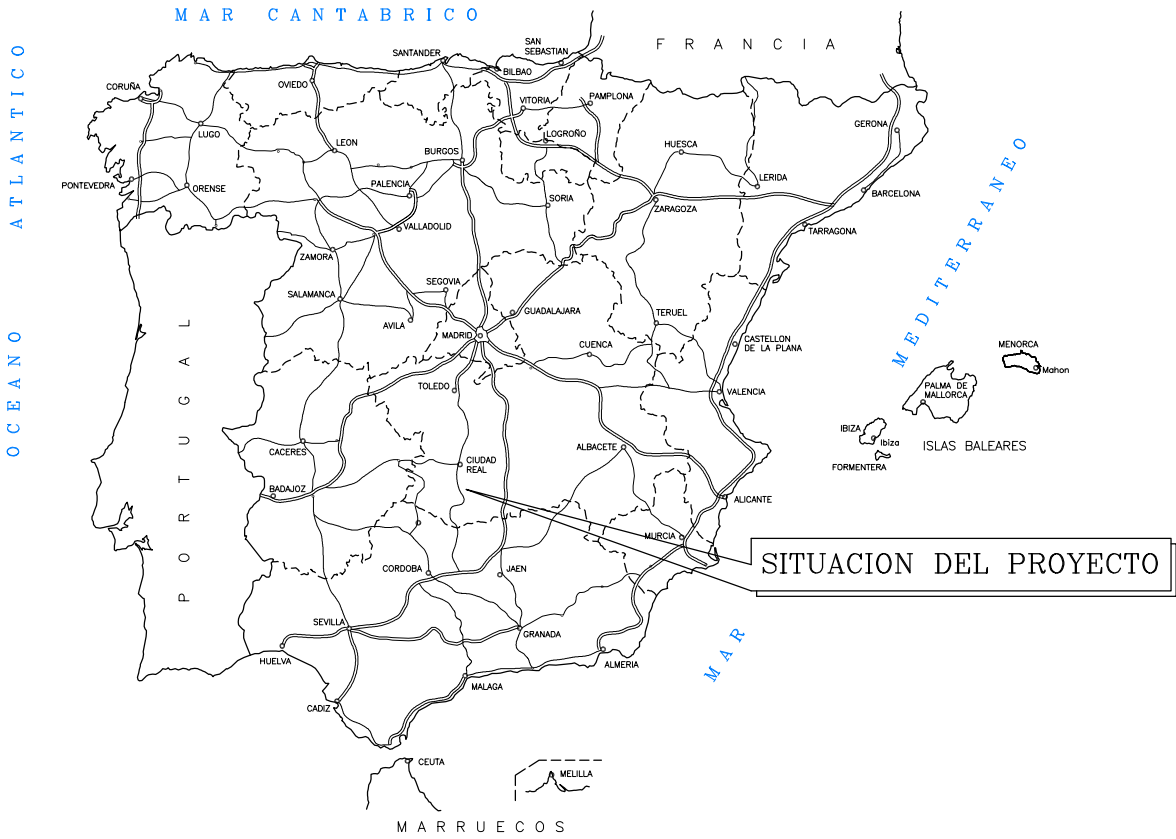 MAR CANTABRICO
OCEANO ATLANTICO
FRANCIA
SAN
SEBASTIAN
SANTANDER
BILBAO
OVIEDO
CORUÑA
VITORIA
PAMPLONA
LUGO
LEON
BURGOS
LOGROÑO
HUESCA
GERONA
PONTEVEDRA
ORENSE
PALENCIA
LERIDA
BARCELONA
SORIA
ZARAGOZA
VALLADOLID
TARRAGONA
ZAMORA
SEGOVIA
SALAMANCA
GUADALAJARA
TERUEL
AVILA
MADRID
CUENCA
CASTELLON
DE LA PLANA
MENORCA
Mahon
TOLEDO
VALENCIA
PALMA DE
MALLORCA
IBIZA
Ibiza
ISLAS BALEARES
FORMENTERA
CACERES
ALBACETE
CIUDAD
REAL
BADAJOZ
ALICANTE
MURCIA
SITUACION DEL PROYECTO
CORDOBA
JAEN
SEVILLA
GRANADA
HUELVA
ALMERIA
MALAGA
CADIZ
CEUTA
MELILLA
MARRUECOS
PORTUGAL
MAR MEDITERRANEO